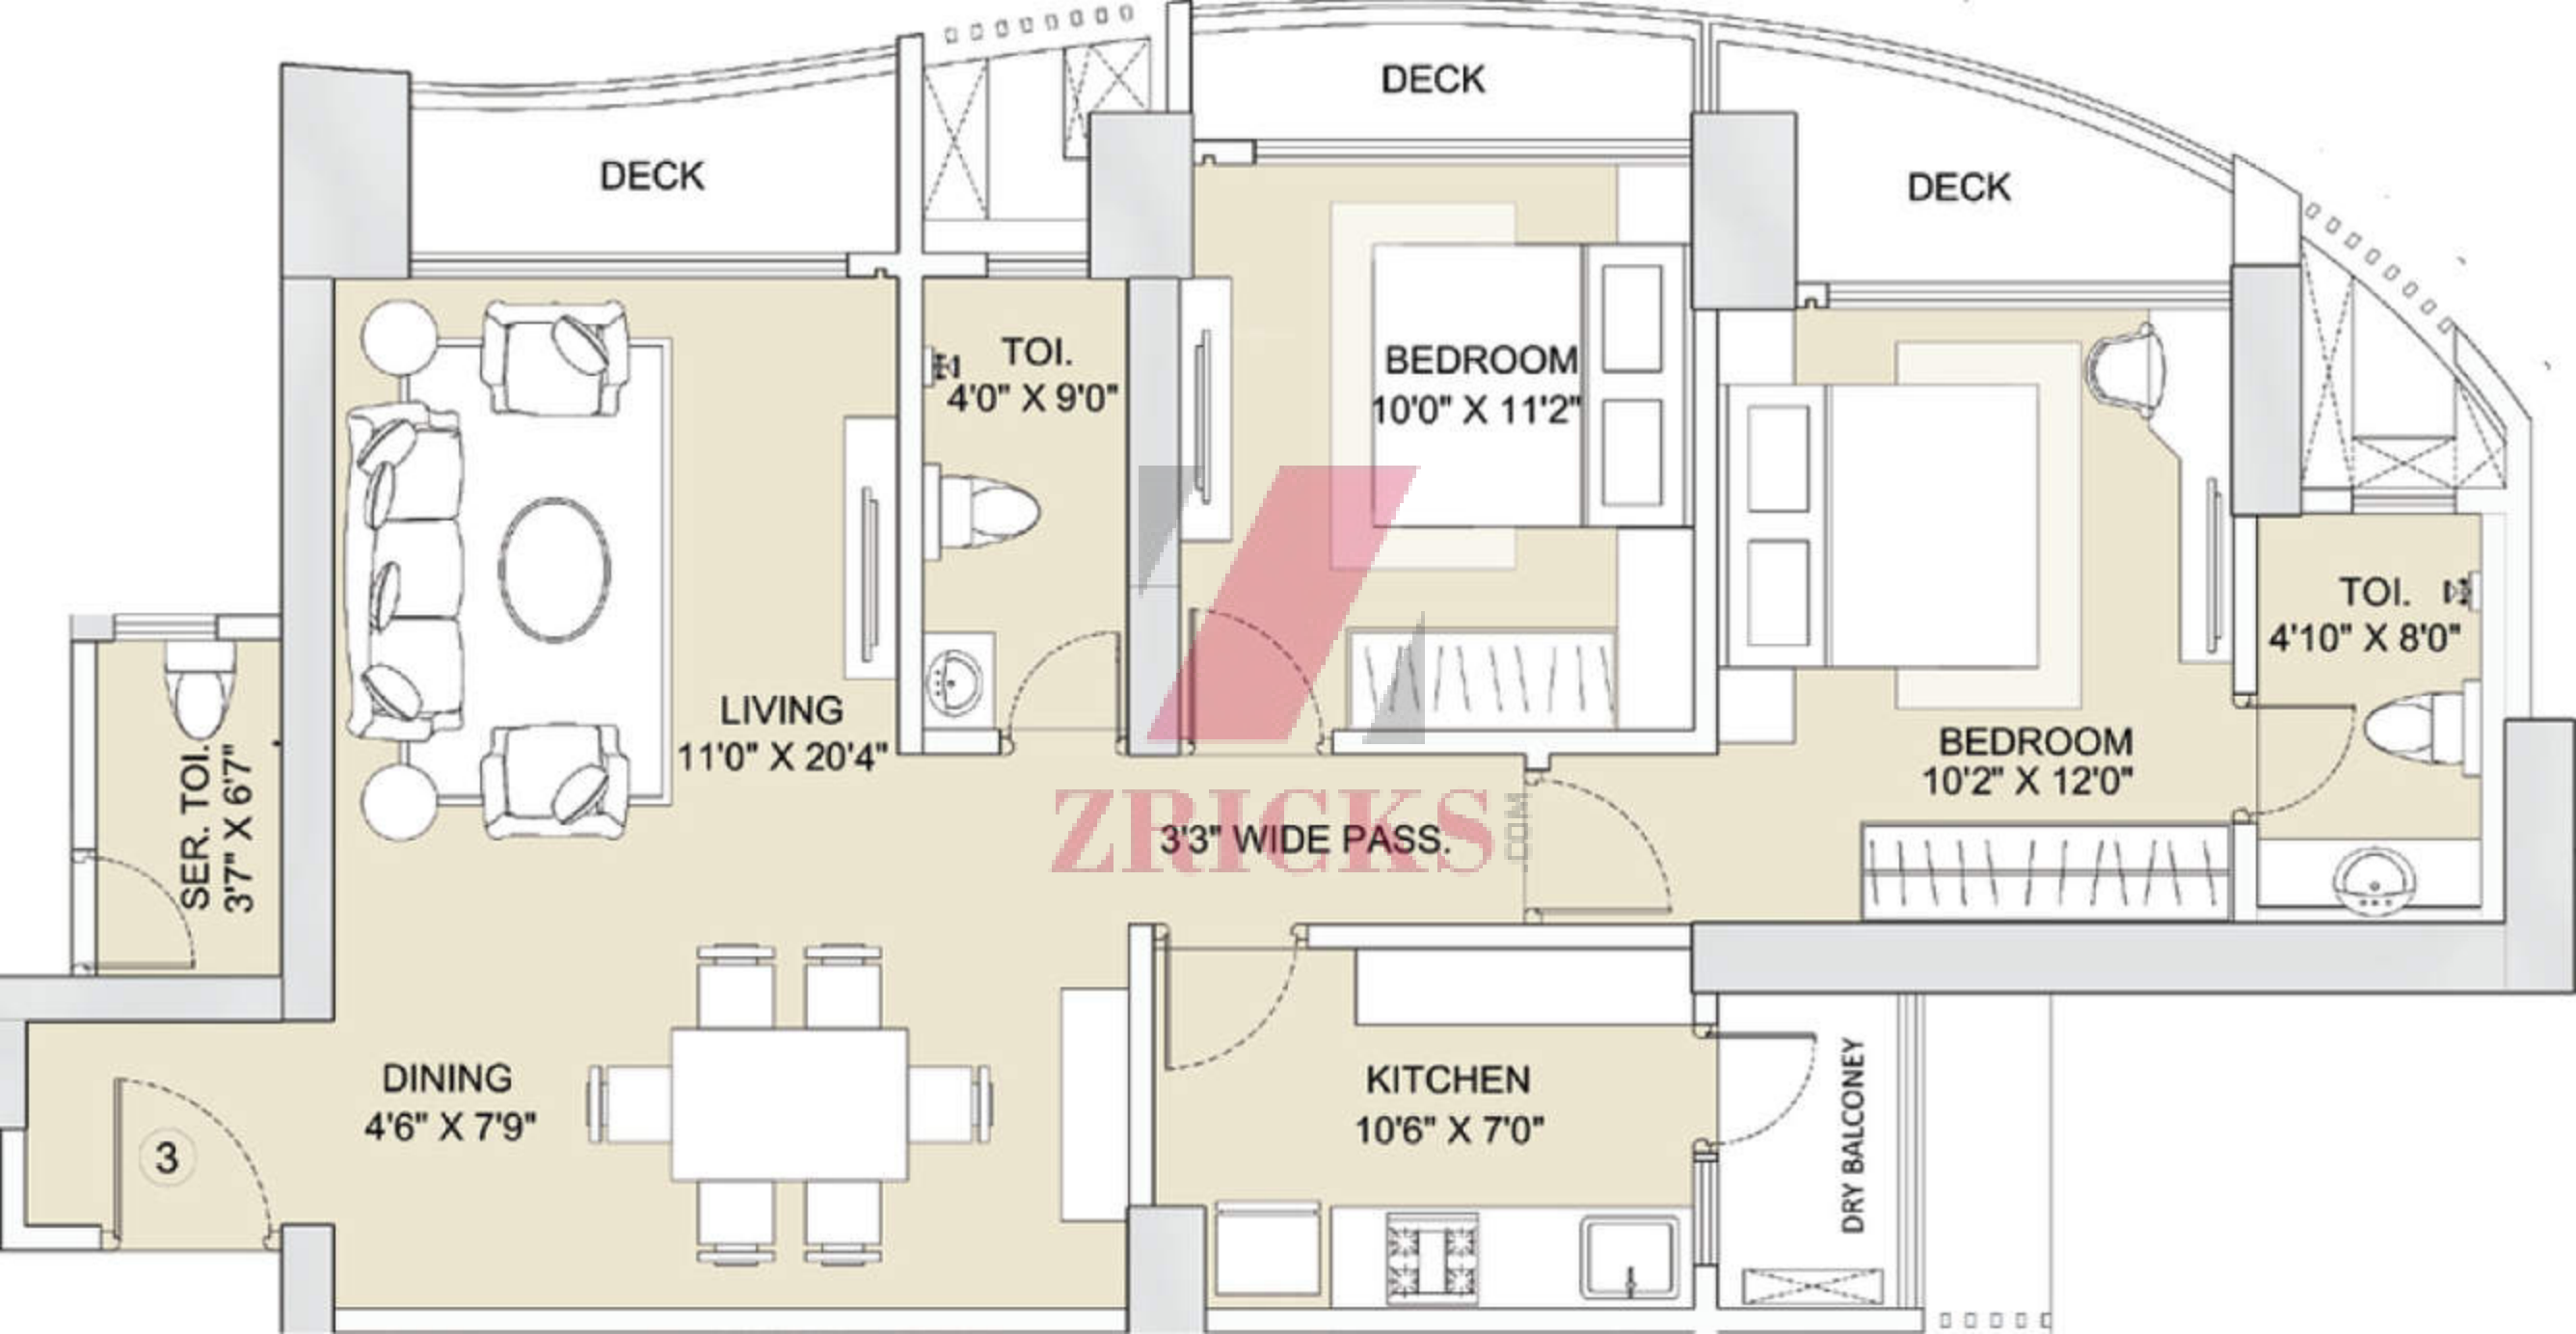 DECK
DECK
DECK
TOI.
4'0" X 9'0"
BEDROOM
10'0" X 11'2"
TOI.
4'10" X 8'0"
LIVING
11'0" X 20'4"
BEDROOM
10'2" X 12'0"
SER. TOI.
3'7" X 6'7"
3'3" WIDE PASS.
ZRICKS
.COM
DINING
4'6" X 7'9"
KITCHEN
10'6" X 7'0"
DRY BALCONEY
3